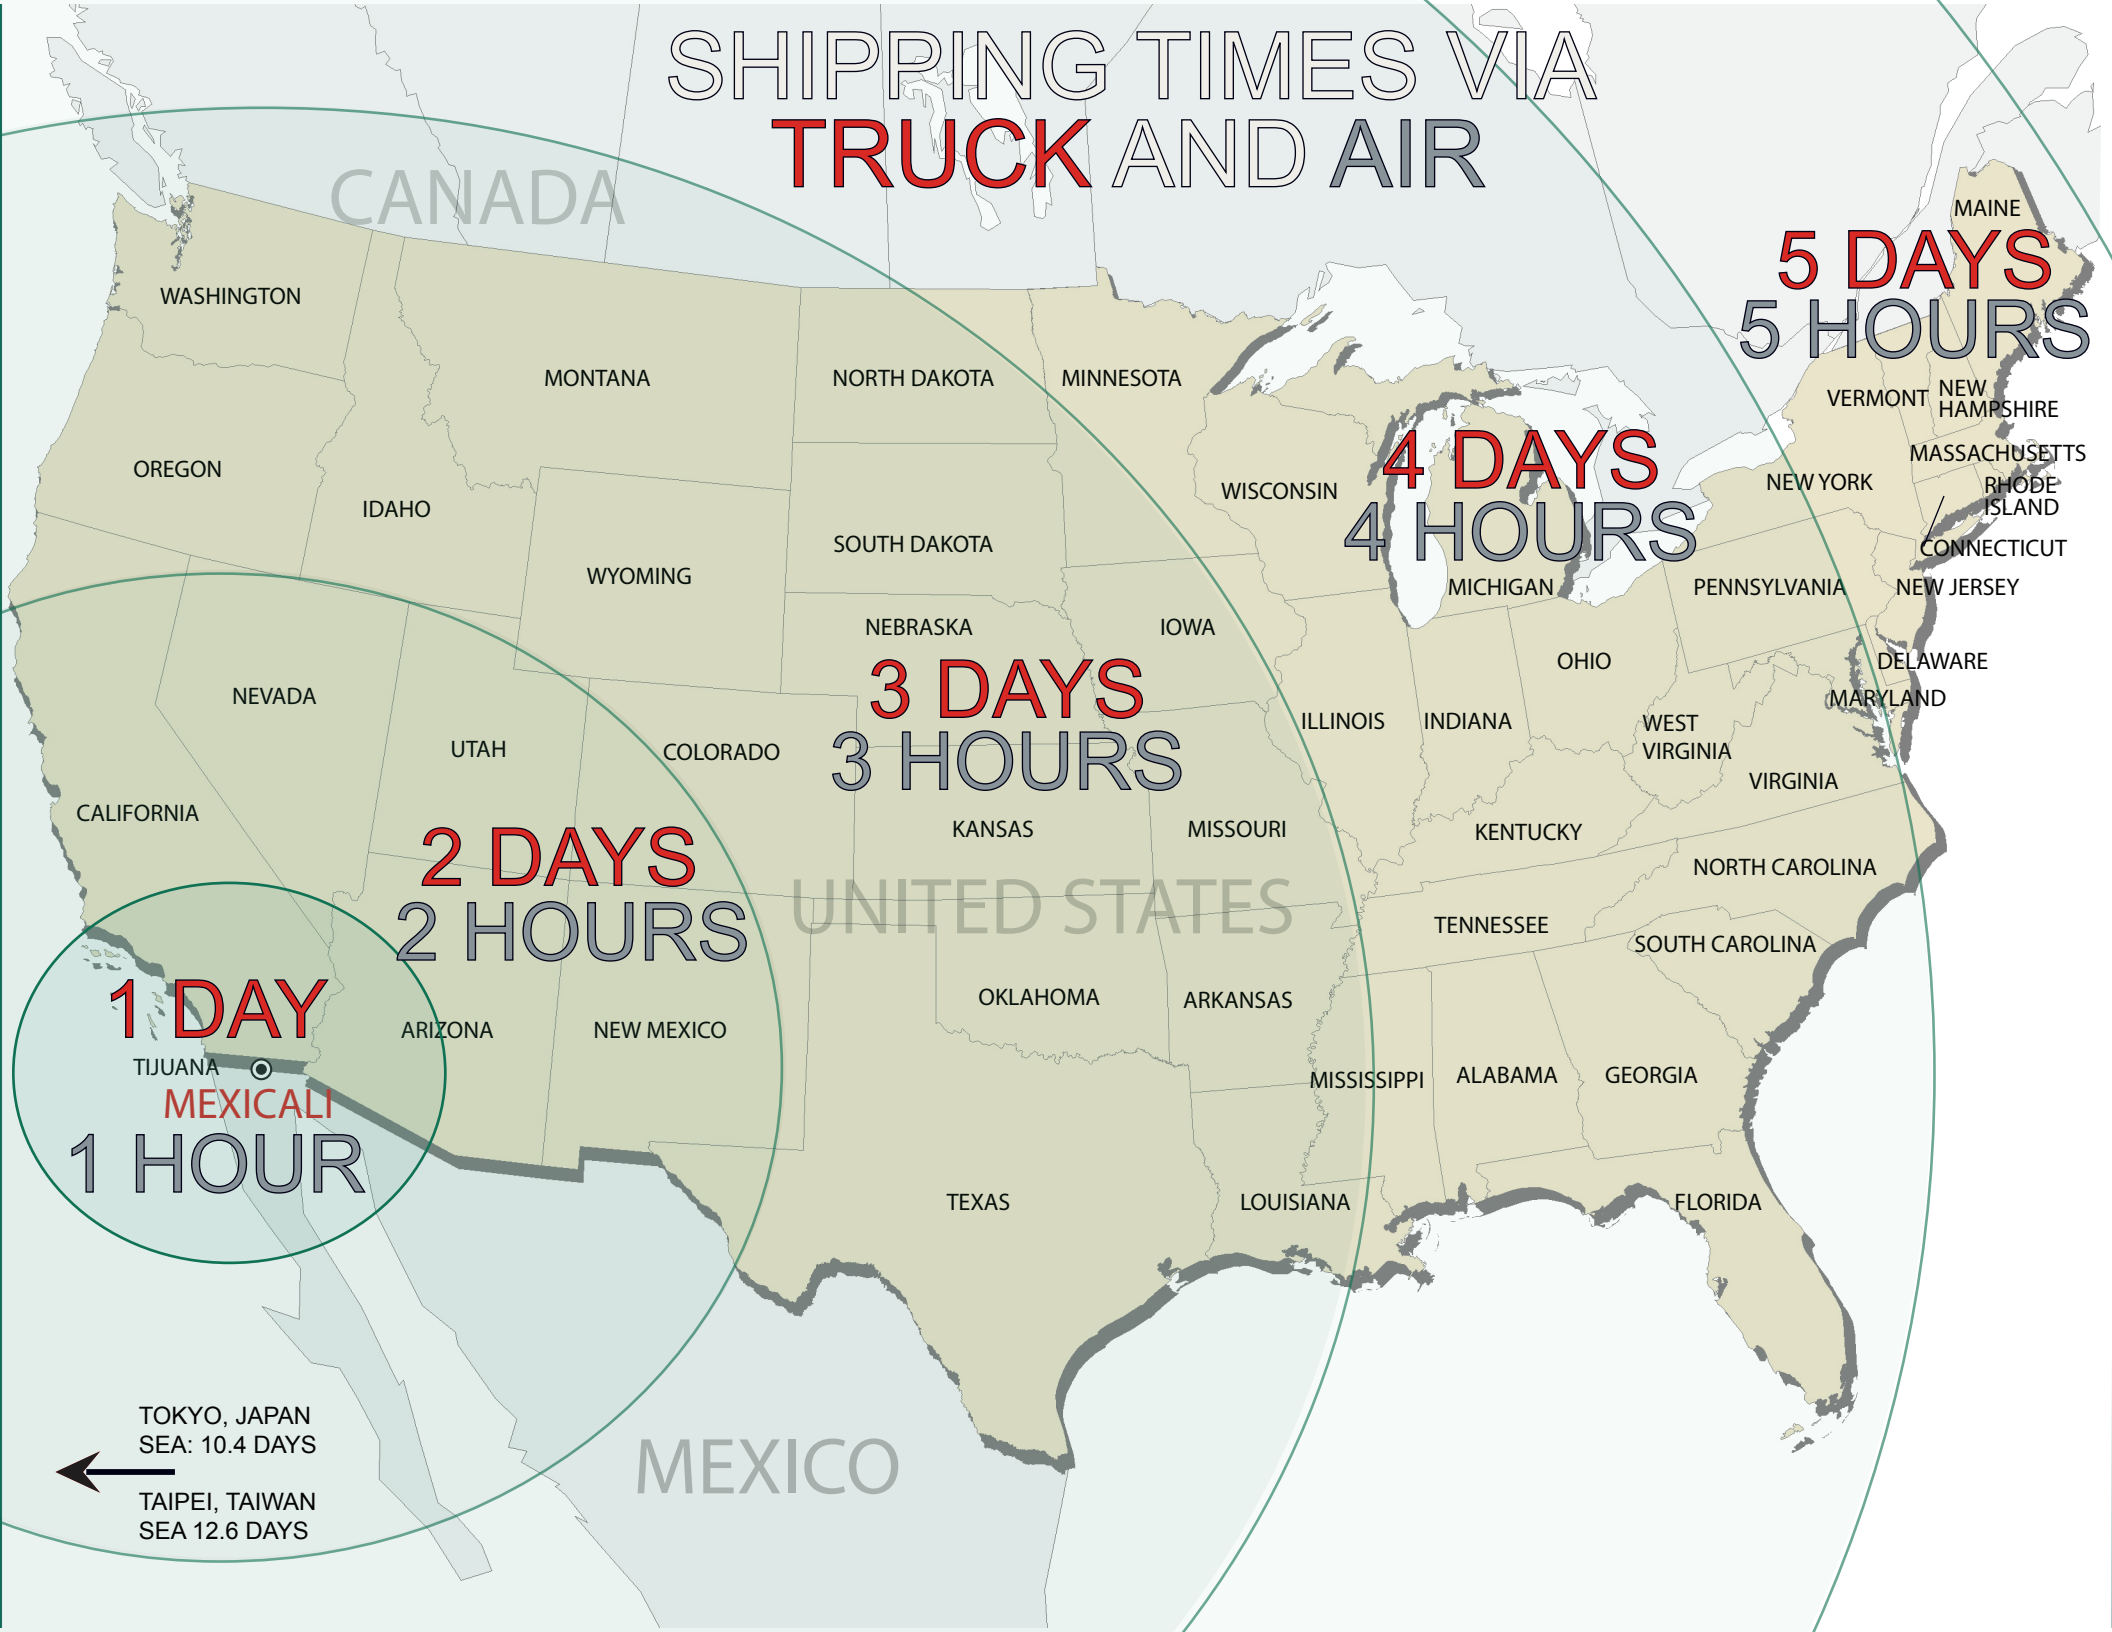 SHIPPING TIMES VIA
TRUCK AND AIR
CANADA
MAINE
5 DAYS
5 HOURS
WASHINGTON
MONTANA
NORTH DAKOTA
MINNESOTA
VERMONT
NEW
HAMPSHIRE
MASSACHUSETTS
OREGON
IDAHO
WISCONSIN
4 DAYS
4 HOURS
NEW YORK
RHODE
ISLAND
SOUTH DAKOTA
CONNECTICUT
WYOMING
MICHIGAN
PENNSYLVANIA
NEW JERSEY
NEBRASKA
IOWA
3 DAYS
3 HOURS
OHIO
DELAWARE
NEVADA
MARYLAND
UTAH
COLORADO
ILLINOIS
INDIANA
WEST
VIRGINIA
VIRGINIA
CALIFORNIA
2 DAYS
2 HOURS
KANSAS
MISSOURI
KENTUCKY
NORTH CAROLINA
UNITED STATES
TENNESSEE
SOUTH CAROLINA
1 DAY
ARIZONA
NEW MEXICO
OKLAHOMA
ARKANSAS
TIJUANA
MEXICALI
1 HOUR
MISSISSIPPI
ALABAMA
GEORGIA
TEXAS
LOUISIANA
FLORIDA
TOKYO, JAPAN
SEA: 10.4 DAYS
TAIPEI, TAIWAN
SEA 12.6 DAYS
MEXICO